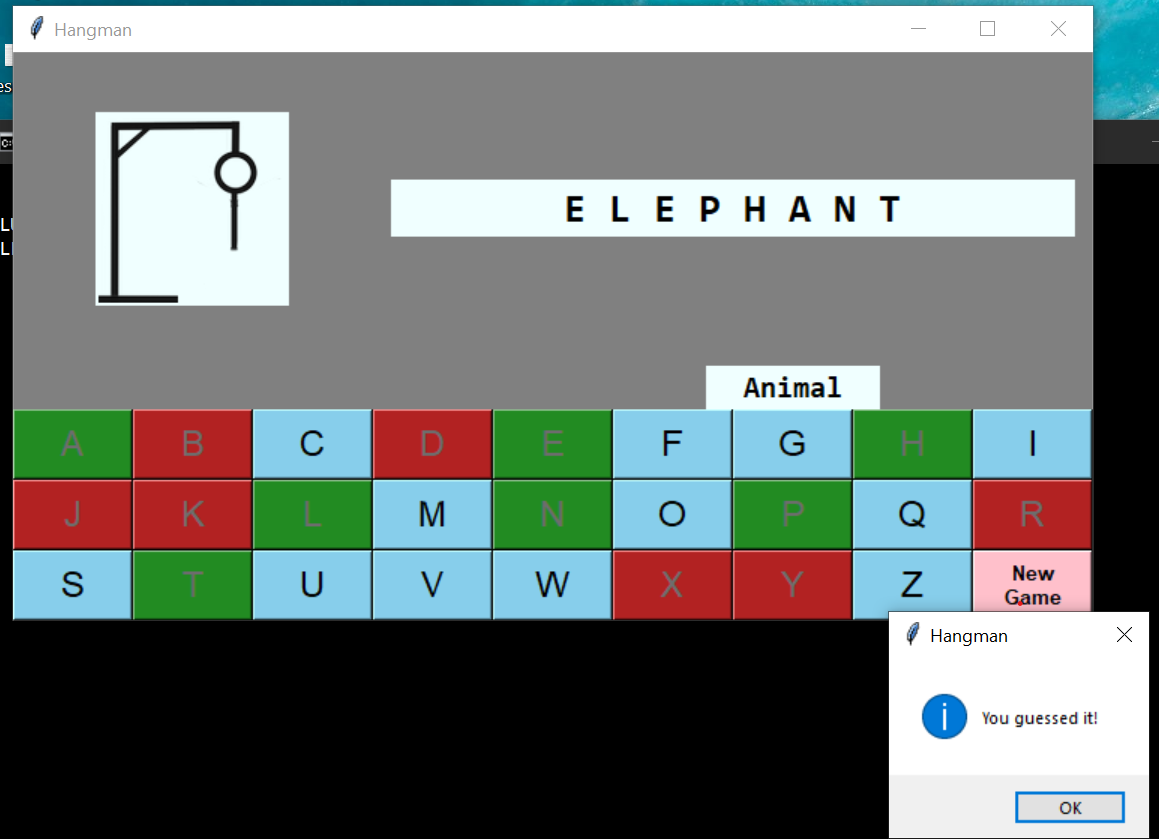 Hangman
E L E P H A N T
Animal
A B C D E F G H I
J K L M N O P Q R
S T U V W X Y Z New Game
Hangman
You guessed it!
OK